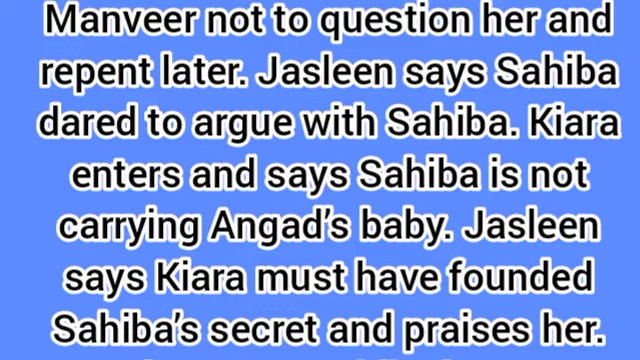 Manveer not to question her and
repent later. Jasleen says Sahiba
dared to argue with Sahiba. Kiara
enters and says Sahiba is not
carrying Angad's baby. Jasleen
says Kiara must have founded
Sahiba's secret and praises her.